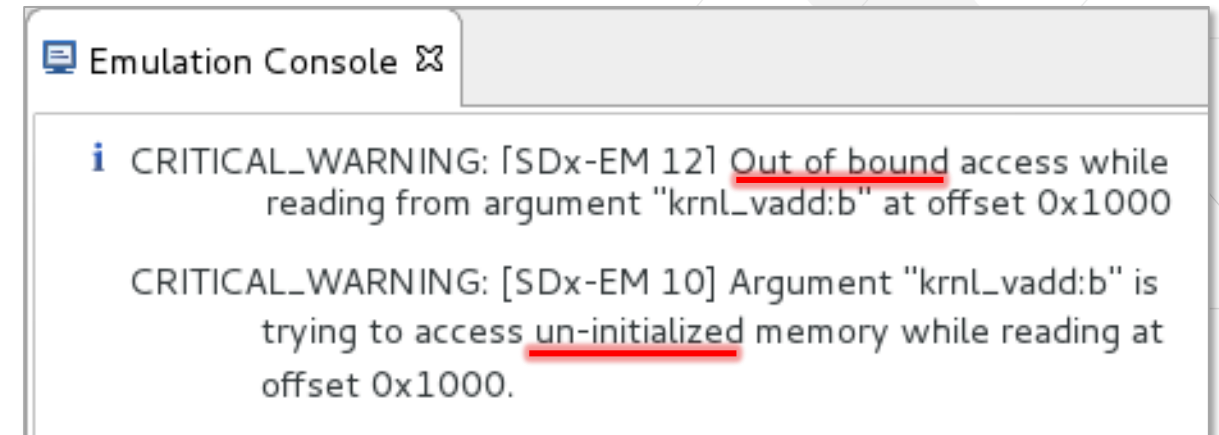 Emulation Console
i CRITICAL_WARNING: [SDx-EM 12] Out of bound access while
reading from argument "krnl_vadd:b" at offset 0x1000
CRITICAL_WARNING: [SDx-EM 10] Argument "krnl_vadd:b" is
trying to access un-initialized memory while reading at
offset 0x1000.